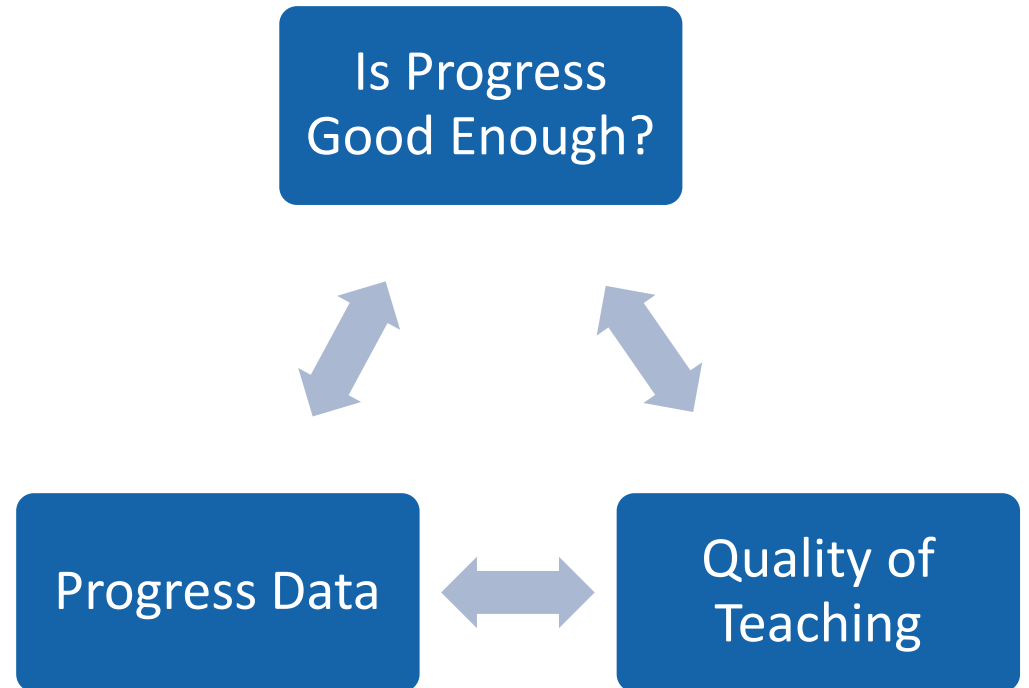 Is Progress
Good Enough?
Progress Data
Quality of
Teaching